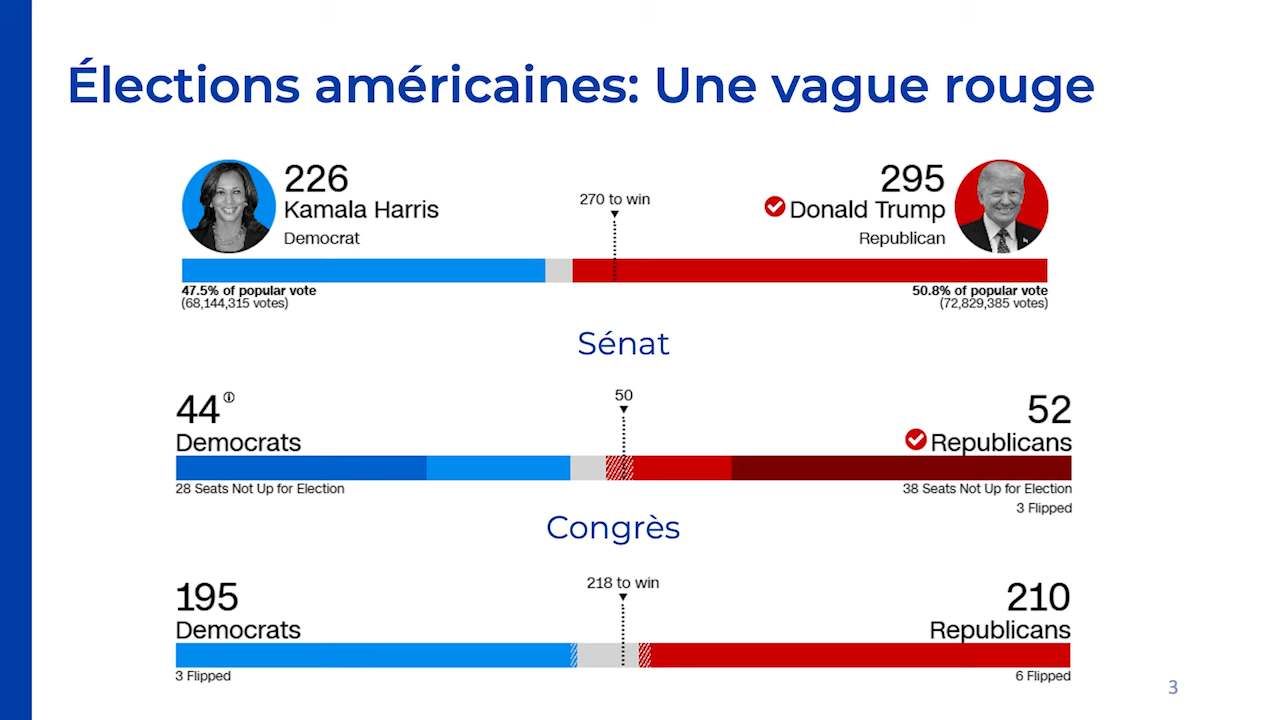 Élections américaines: Une vague rouge
226
Kamala Harris
Democrat
270 to win
295
Donald Trump
Republican
47.5% of popular vote
(68,144,315 votes)
50.8% of popular vote
(72,829,385 votes)
Sénat
44
Democrats
50
52
Republicans
28 Seats Not Up for Election
38 Seats Not Up for Election
3 Flipped
Congrès
195
Democrats
218 to win
210
Republicans
3 Flipped
6 Flipped
3